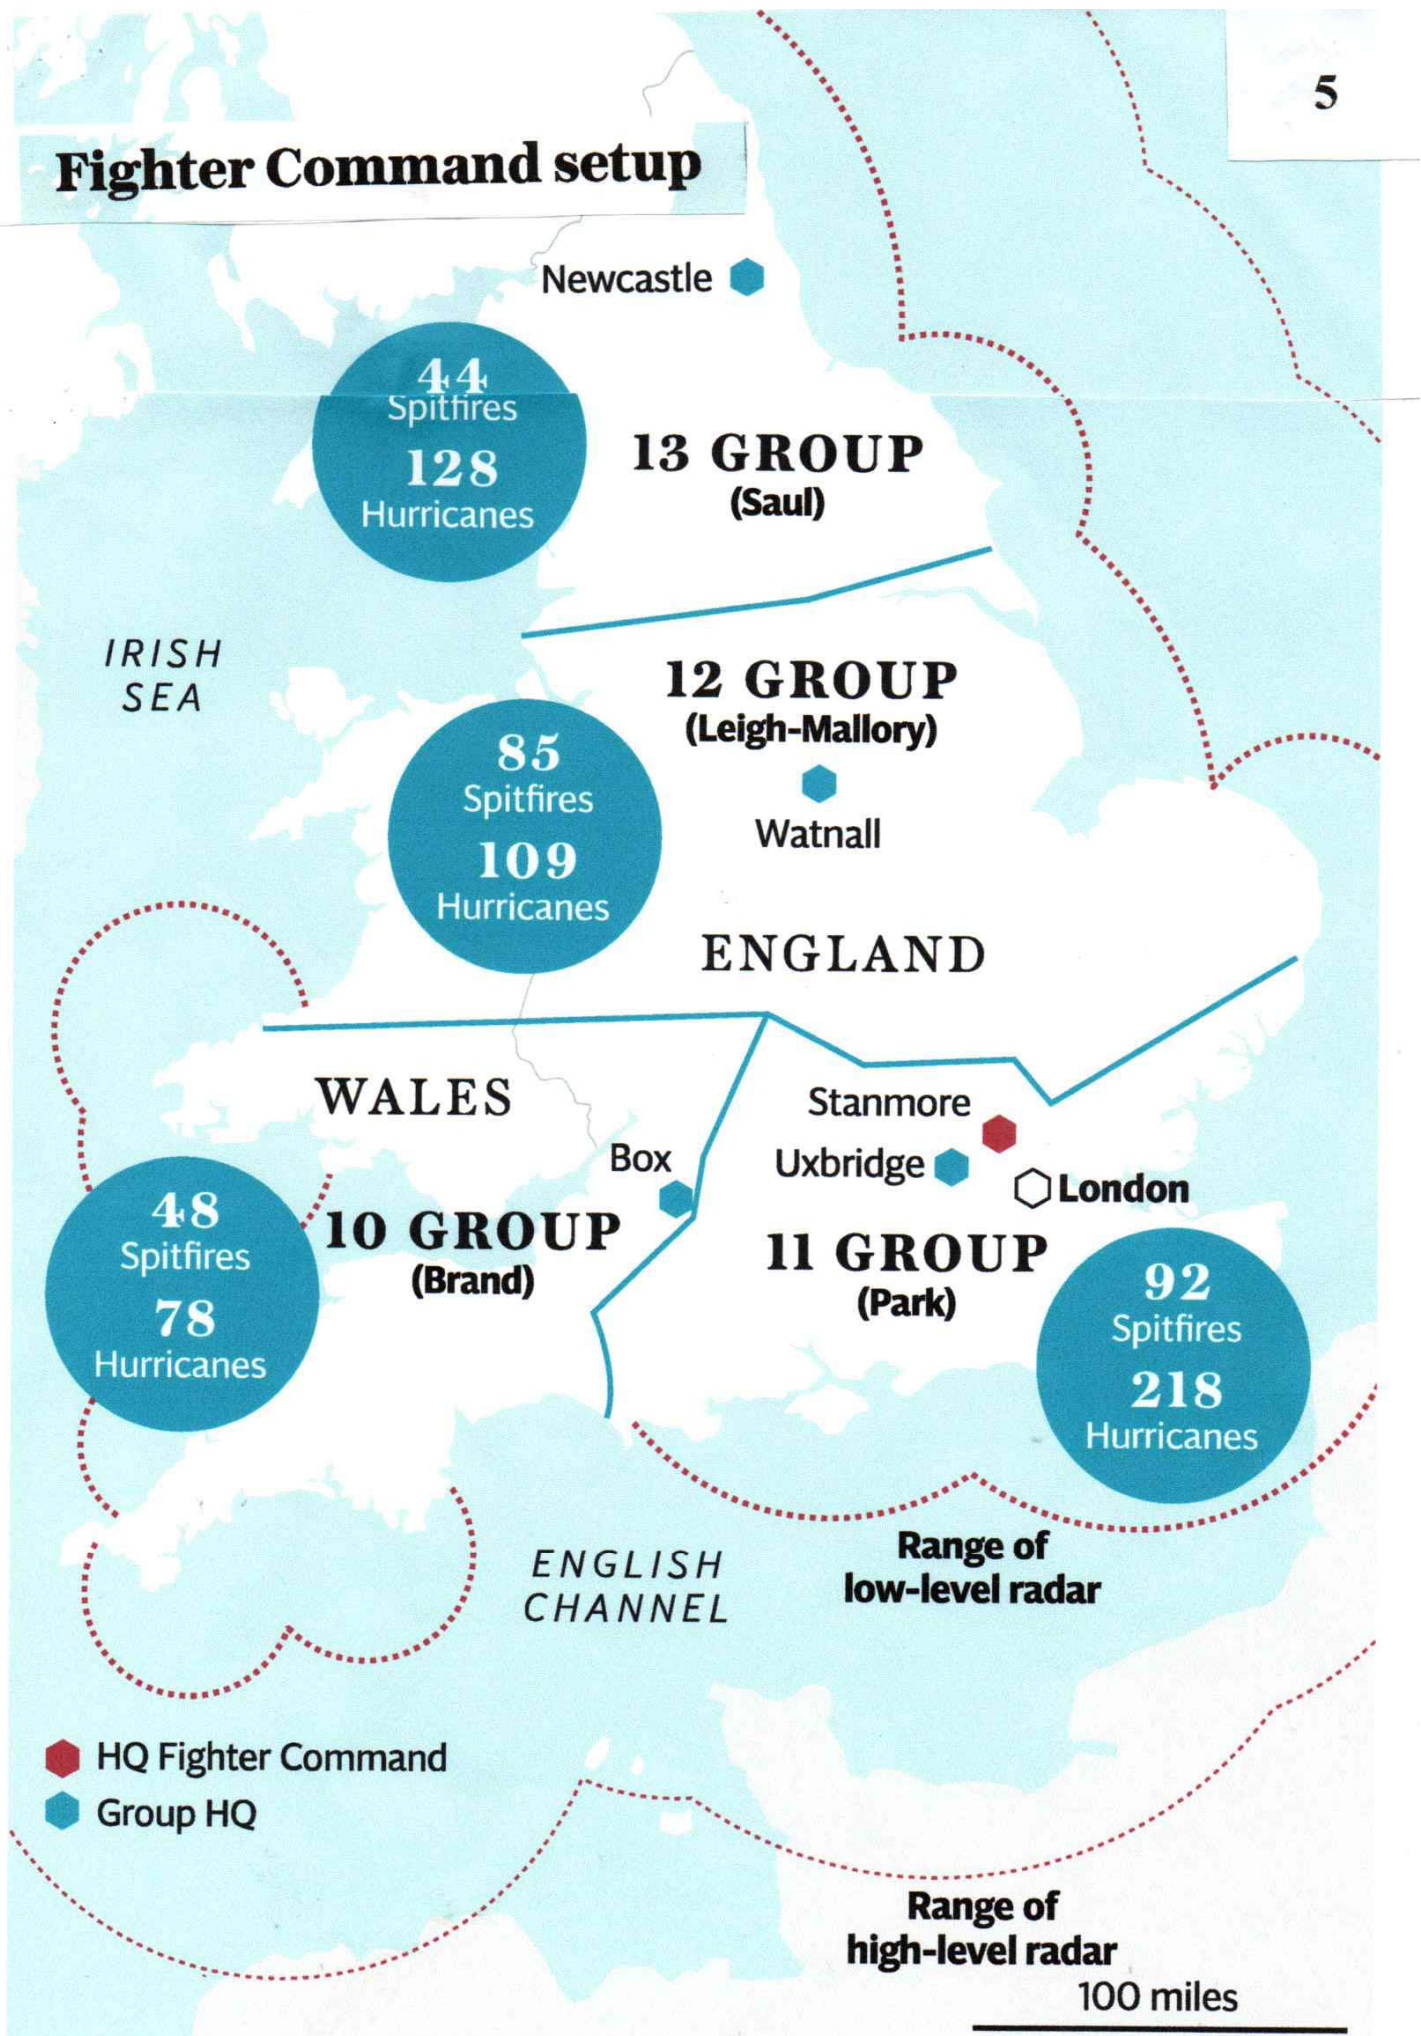 5
Fighter Command setup
Newcastle
44
Spitfires
128
Hurricanes
13 GROUP
(Saul)
IRISH
SEA
12 GROUP
(Leigh-Mallory)
85
Spitfires
109
Hurricanes
Watnall
ENGLAND
WALES
Stanmore
Box
Uxbridge
London
48
Spitfires
78
Hurricanes
10 GROUP
(Brand)
11 GROUP
(Park)
92
Spitfires
218
Hurricanes
Range of
low-level radar
ENGLISH
CHANNEL
HQ Fighter Command
Group HQ
Range of
high-level radar
100 miles